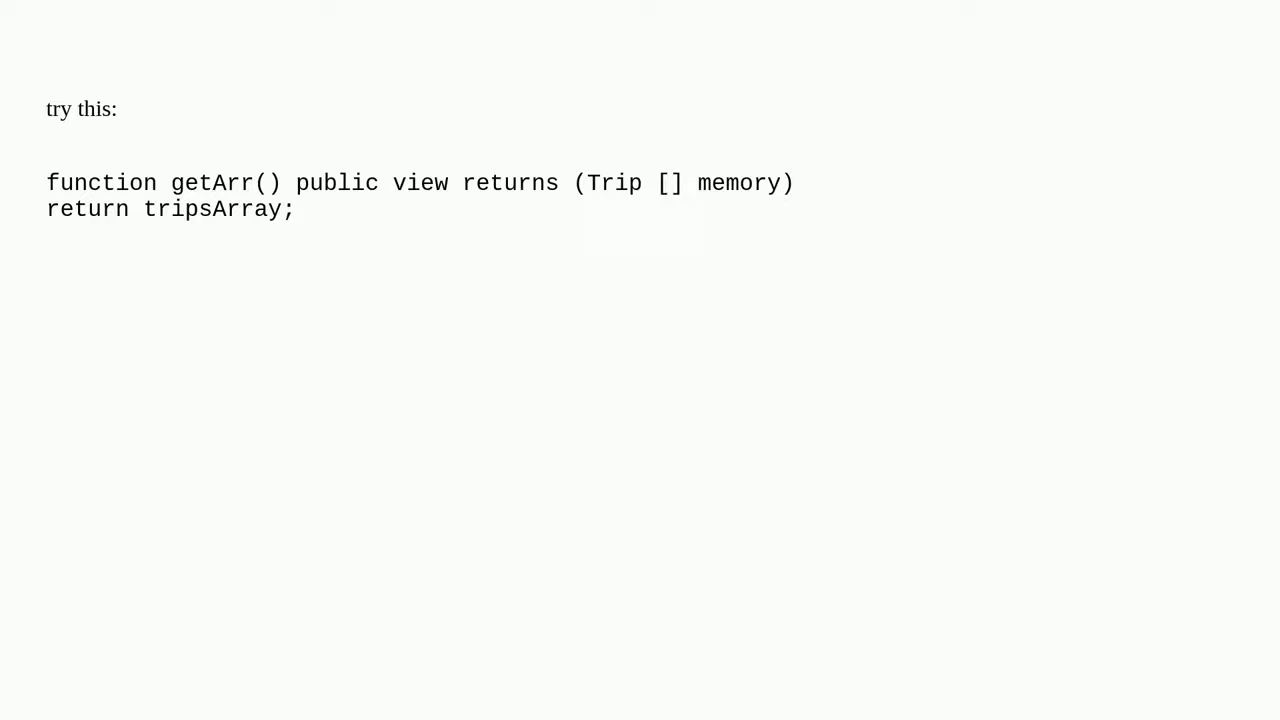 try this:
function getArr() public view returns (Trip [] memory)
return tripsArray;